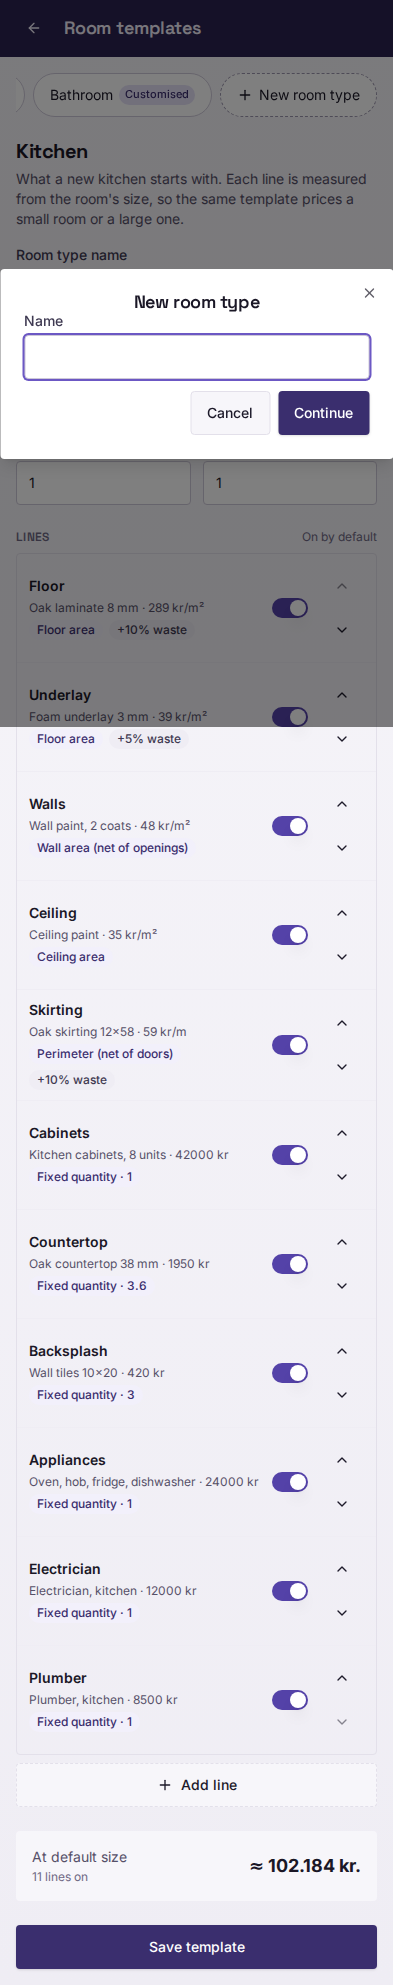 Room templates
Bathroom Customised
New room type
Kitchen
What a new kitchen starts with. Each line is measured
from the room's size, so the same template prices a
small room or a large one.
Room type name
New room type
Name
Cancel
Continue
1
1
LINES
On by default
Floor
Oak laminate 8 mm · 289 kr/m²
Floor area
+10% waste
Underlay
Foam underlay 3 mm · 39 kr/m²
Floor area
+5% waste
Walls
Wall paint, 2 coats · 48 kr/m²
Wall area (net of openings)
Ceiling
Ceiling paint · 35 kr/m²
Ceiling area
Skirting
Oak skirting 12×58 · 59 kr/m
Perimeter (net of doors)
+10% waste
Cabinets
Kitchen cabinets, 8 units · 42000 kr
Fixed quantity · 1
Countertop
Oak countertop 38 mm · 1950 kr
Fixed quantity · 3.6
Backsplash
Wall tiles 10×20 · 420 kr
Fixed quantity · 3
Appliances
Oven, hob, fridge, dishwasher · 24000 kr
Fixed quantity · 1
Electrician
Electrician, kitchen · 12000 kr
Fixed quantity · 1
Plumber
Plumber, kitchen · 8500 kr
Fixed quantity · 1
Add line
At default size
11 lines on
≈ 102.184 kr.
Save template